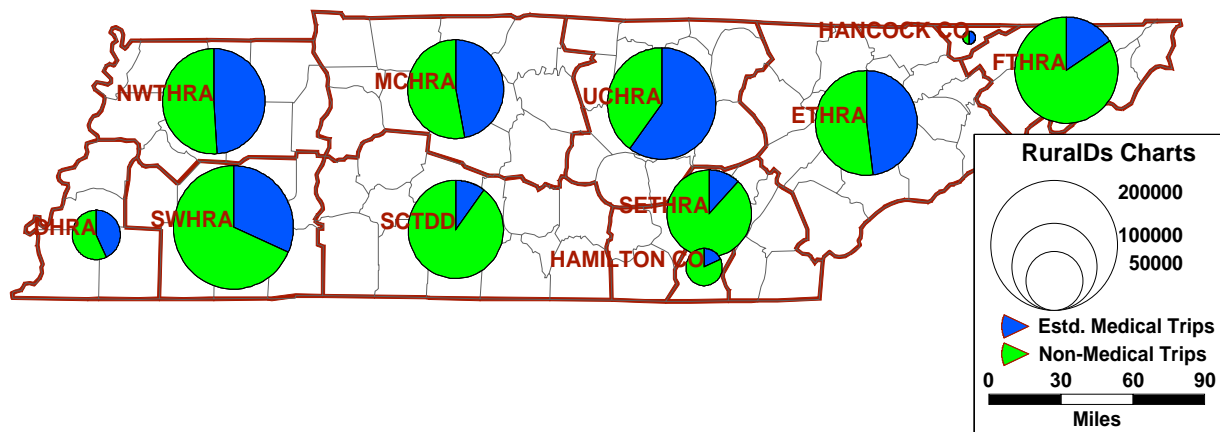 HANCOCK CO
FTHRA
NWTHRA
MCHRA
UCHRA
ETHRA
DHRA
SWHRA
SCTDD
SETHRA
HAMILTON CO
RuralDs Charts
200000
100000
50000
Estd. Medical Trips
Non-Medical Trips
0 30 60 90
Miles